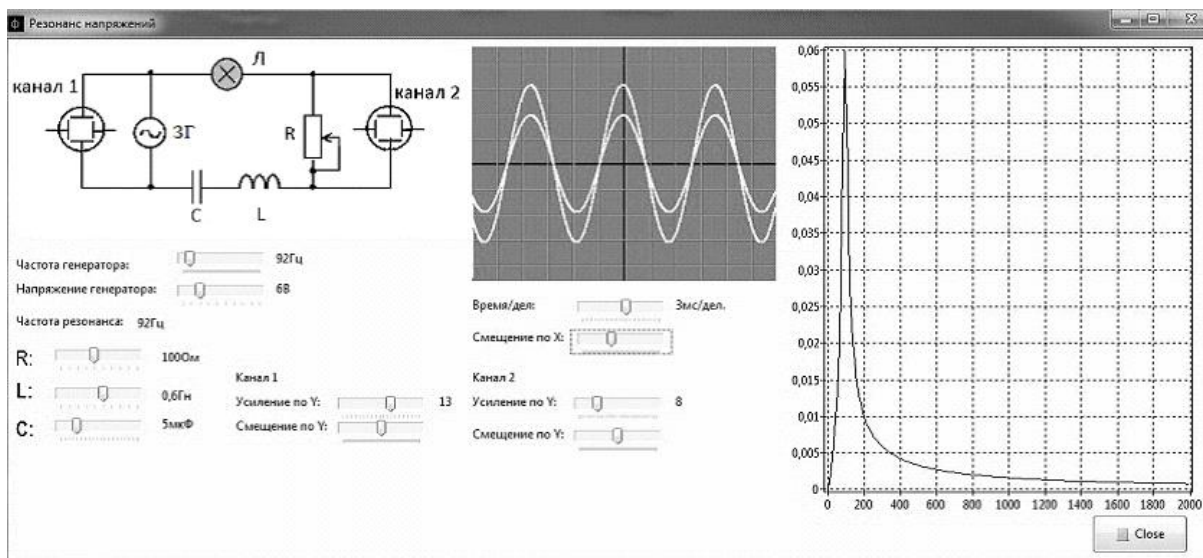 Резонанс напряжений
Л
канал 1
канал 2
ЗГ
R
C
L
Частота генератора: 92Гц
Напряжение генератора: 6В
Частота резонанса: 92Гц
R: 100Ом
L: 0,6Гн
C: 5мкФ
Канал 1
Усиление по Y: 13
Смещение по Y:
Время/дел: 3мс/дел.
Смещение по X:
Канал 2
Усиление по Y: 8
Смещение по Y:
0,06
0,055
0,05
0,045
0,04
0,035
0,03
0,025
0,02
0,015
0,01
0,005
0
0 200 400 600 800 1000 1200 1400 1600 1800 2000
Close